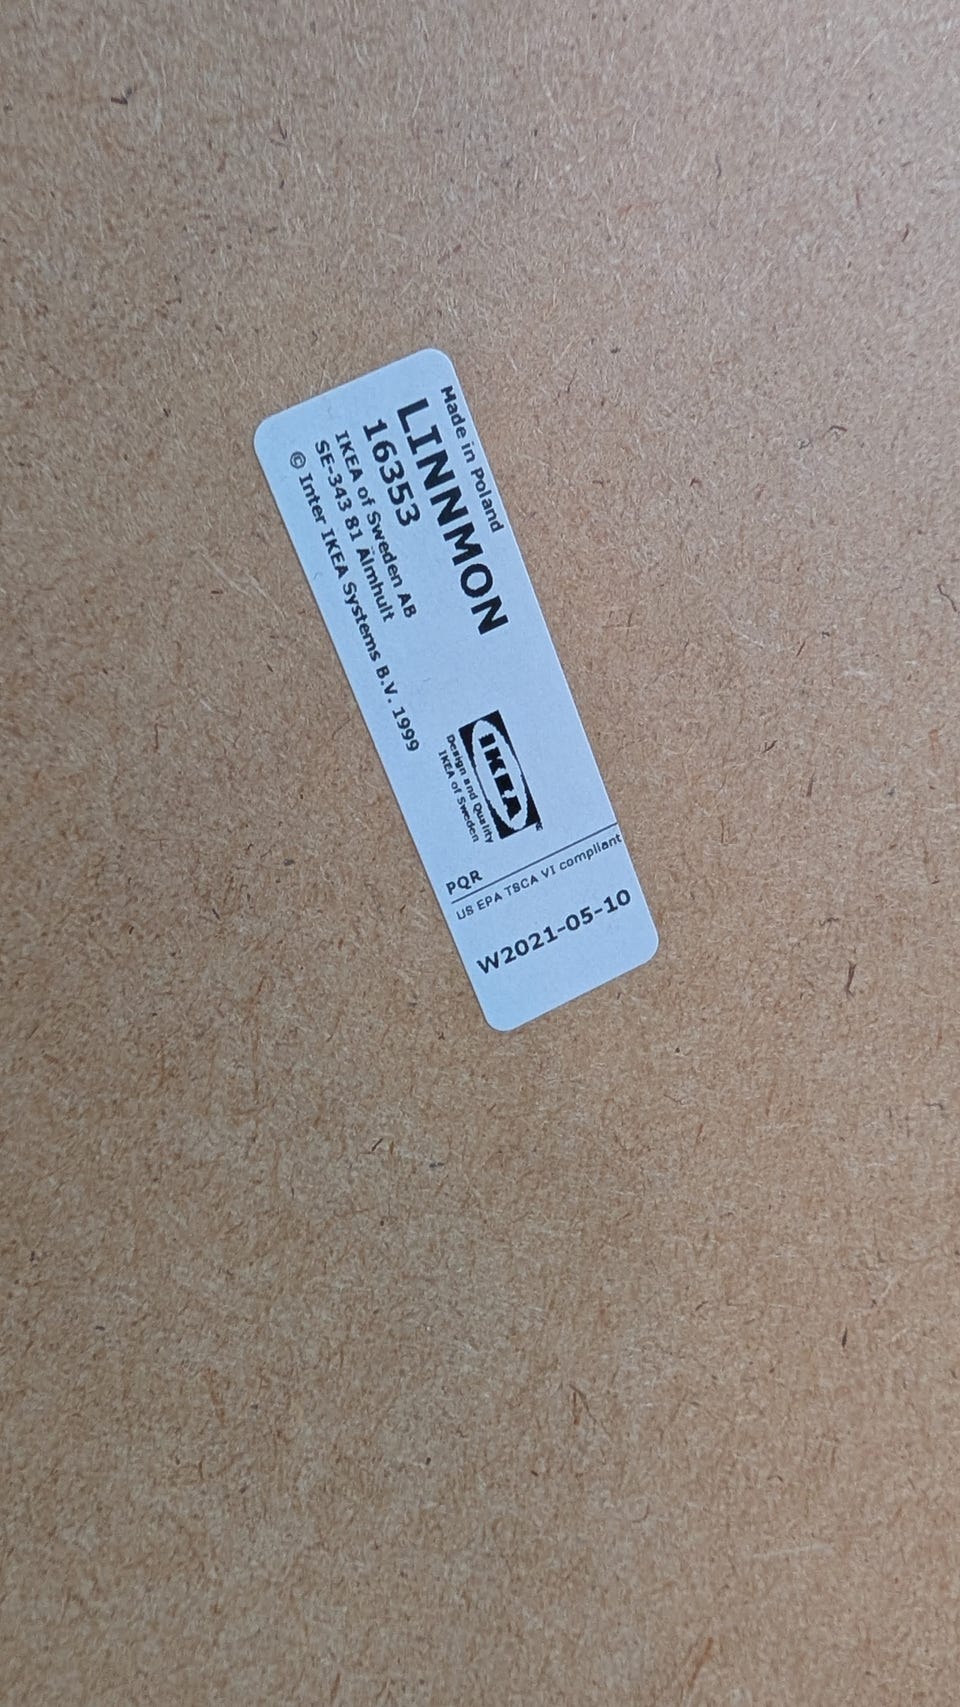 Made in Poland
LINNMON
16353
IKEA of Sweden AB
SE-343 81 Älmhult
© Inter IKEA Systems B.V. 1999
IKEA
Design and Quality
IKEA of Sweden
PQR
US EPA TSCA VI compliant
W2021-05-10